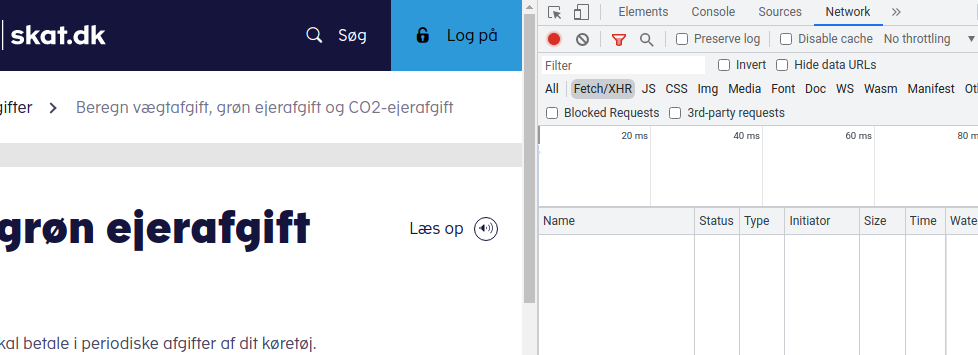 skat.dk
Søg
Log på
gifter
Beregn vægtafgift, grøn ejerafgift og CO2-ejerafgift
grøn ejerafgift
Læs op
kal betale i periodiske afgifter af dit køretøj.
Elements Console Sources Network
Preserve log Disable cache No throttling
Filter Invert Hide data URLs
All Fetch/XHR JS CSS Img Media Font Doc WS Wasm Manifest Ot
Blocked Requests 3rd-party requests
20 ms 40 ms 60 ms 80 m
Name Status Type Initiator Size Time Wate